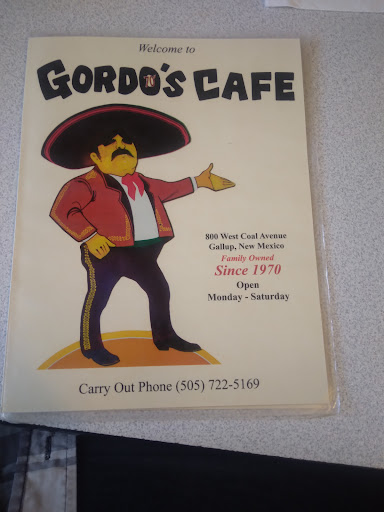 Welcome to
GORDO'S CAFE
800 West Coal Avenue
Gallup, New Mexico
Family Owned
Since 1970
Open
Monday - Saturday
Carry Out Phone (505) 722-5169